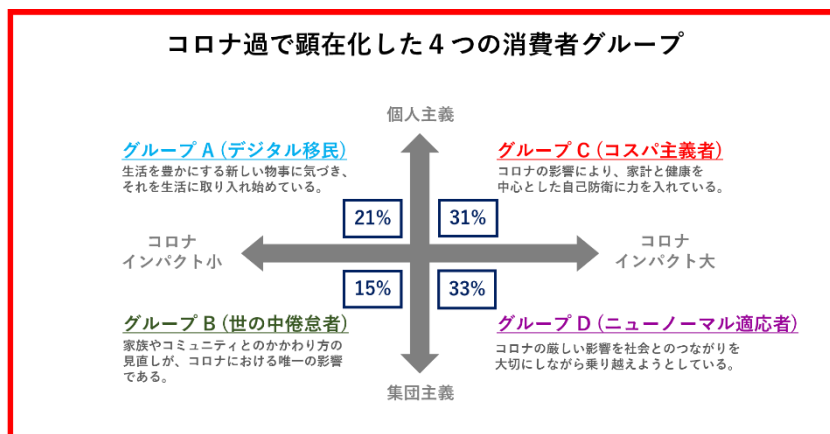 コロナ過で顕在化した４つの消費者グループ
個人主義
グループ A (デジタル移民)
生活を豊かにする新しい物事に気づき、
それを生活に取り入れ始めている。
グループ C (コスパ主義者)
コロナの影響により、家計と健康を
中心とした自己防衛に力を入れている。
21%
31%
コロナ
インパクト小
コロナ
インパクト大
15%
33%
グループ B (世の中倦怠者)
家族やコミュニティとのかかわり方の
見直しが、コロナにおける唯一の影響
である。
グループ D (ニューノーマル適応者)
コロナの厳しい影響を社会とのつながりを
大切にしながら乗り越えようとしている。
集団主義